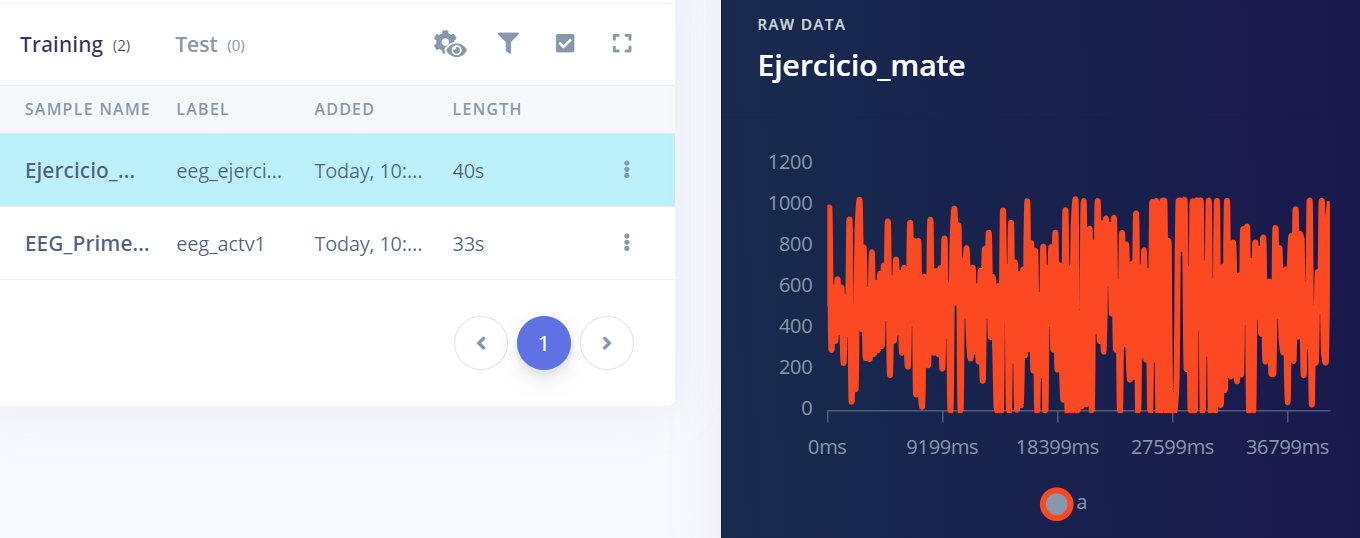 Training (2) Test (0)
SAMPLE NAME LABEL ADDED LENGTH
Ejercicio_... eeg_ejerci... Today, 10:... 40s
EEG_Prime... eeg_actv1 Today, 10:... 33s
1
RAW DATA
Ejercicio_mate
1200
1000
800
600
400
200
0
0ms 9199ms 18399ms 27599ms 36799ms
a